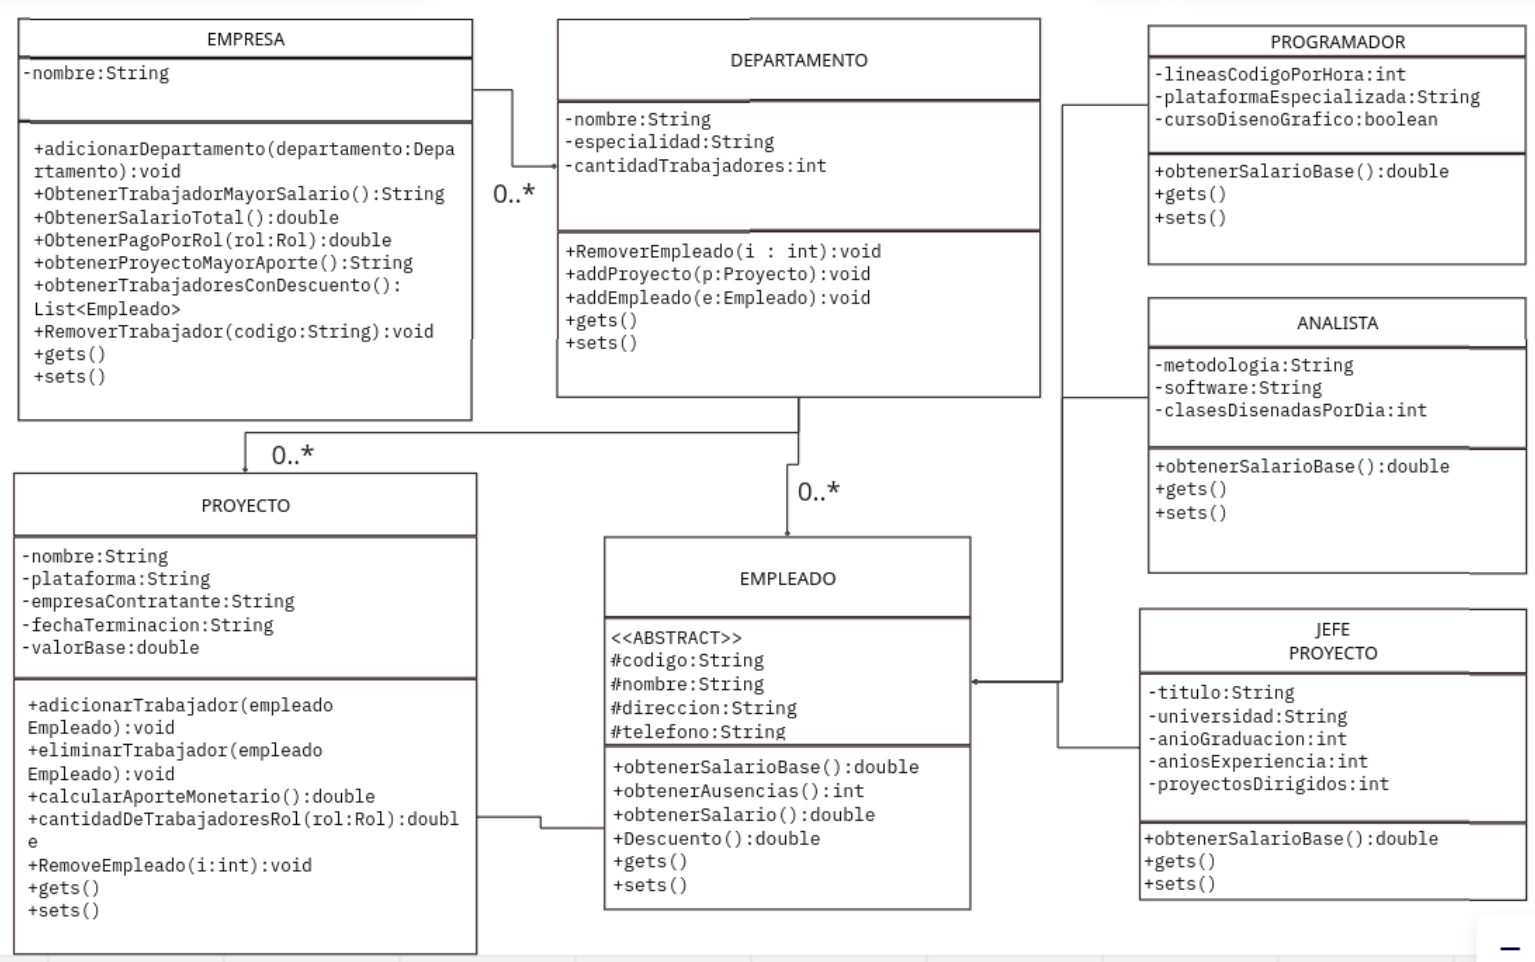 EMPRESA
-nombre:String
+adicionarDepartamento(departamento:Depa
rtamento):void
+ObtenerTrabajadorMayorSalario():String
+ObtenerSalarioTotal():double
+ObtenerPagoPorRol(rol:Rol):double
+obtenerProyectoMayorAporte():String
+obtenerTrabajadoresConDescuento():
List<Empleado>
+RemoverTrabajador(codigo:String):void
+gets()
+sets()
0..*
DEPARTAMENTO
-nombre:String
-especialidad:String
-cantidadTrabajadores:int
+RemoverEmpleado(i : int):void
+addProyecto(p:Proyecto):void
+addEmpleado(e:Empleado):void
+gets()
+sets()
PROGRAMADOR
-lineasCodigoPorHora:int
-plataformaEspecializada:String
-cursoDisenoGrafico:boolean
+obtenerSalarioBase():double
+gets()
+sets()
ANALISTA
-metodologia:String
-software:String
-clasesDisenadasPorDia:int
+obtenerSalarioBase():double
+gets()
+sets()
0..*
0..*
PROYECTO
-nombre:String
-plataforma:String
-empresaContratante:String
-fechaTerminacion:String
-valorBase:double
+adicionarTrabajador(empleado
Empleado):void
+eliminarTrabajador(empleado
Empleado):void
+calcularAporteMonetario():double
+cantidadDeTrabajadoresRol(rol:Rol):doubl
e
+RemoveEmpleado(i:int):void
+gets()
+sets()
EMPLEADO
<<ABSTRACT>>
#codigo:String
#nombre:String
#direccion:String
#telefono:String
+obtenerSalarioBase():double
+obtenerAusencias():int
+obtenerSalario():double
+Descuento():double
+gets()
+sets()
JEFE
PROYECTO
-titulo:String
-universidad:String
-anioGraduacion:int
-aniosExperiencia:int
-proyectosDirigidos:int
+obtenerSalarioBase():double
+gets()
+sets()